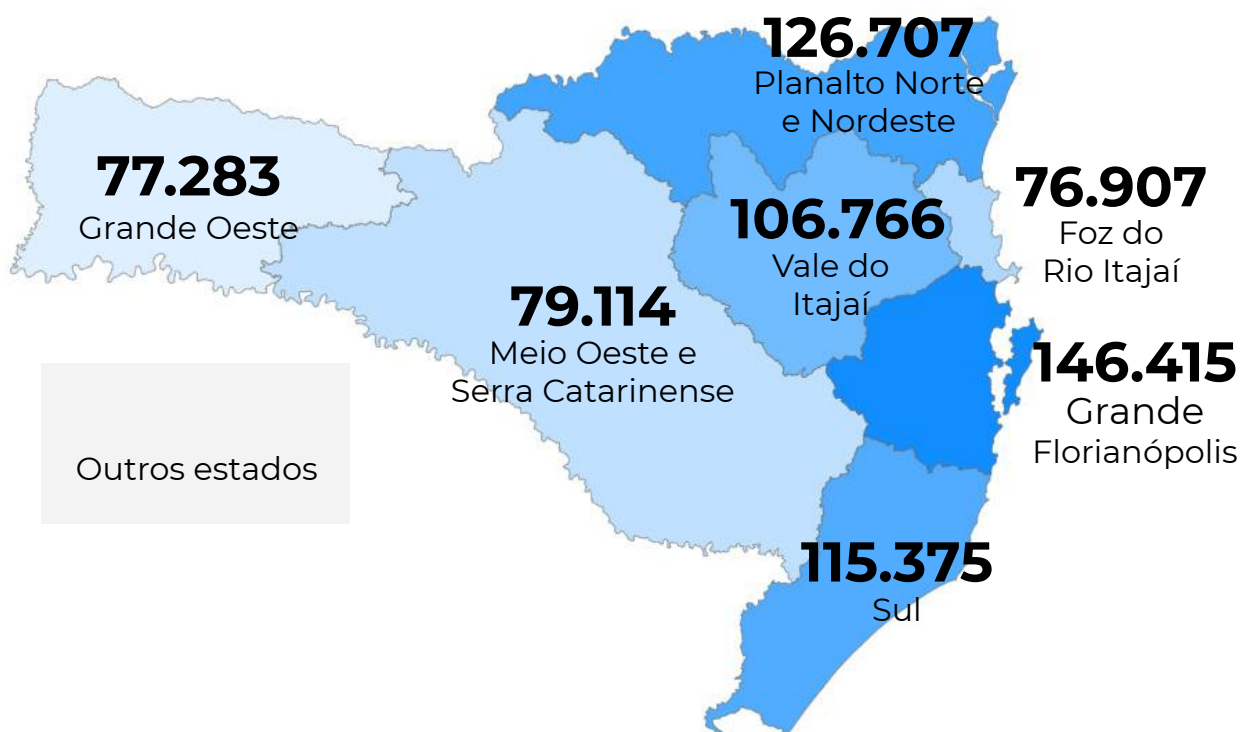 126.707
Planalto Norte
e Nordeste
77.283
Grande Oeste
106.766
Vale do
Itajaí
76.907
Foz do
Rio Itajaí
79.114
Meio Oeste e
Serra Catarinense
146.415
Grande
Florianópolis
Outros estados
115.375
Sul